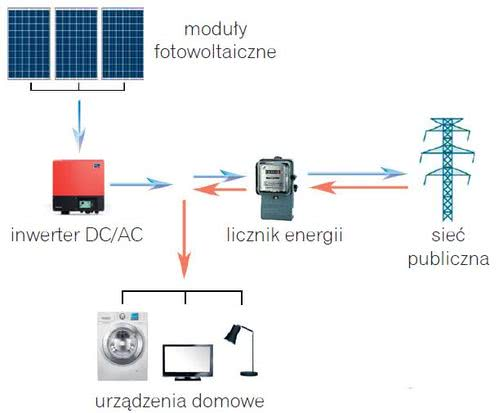 moduły
fotowoltaiczne
inwerter DC/AC
licznik energii
sieć
publiczna
urządzenia domowe